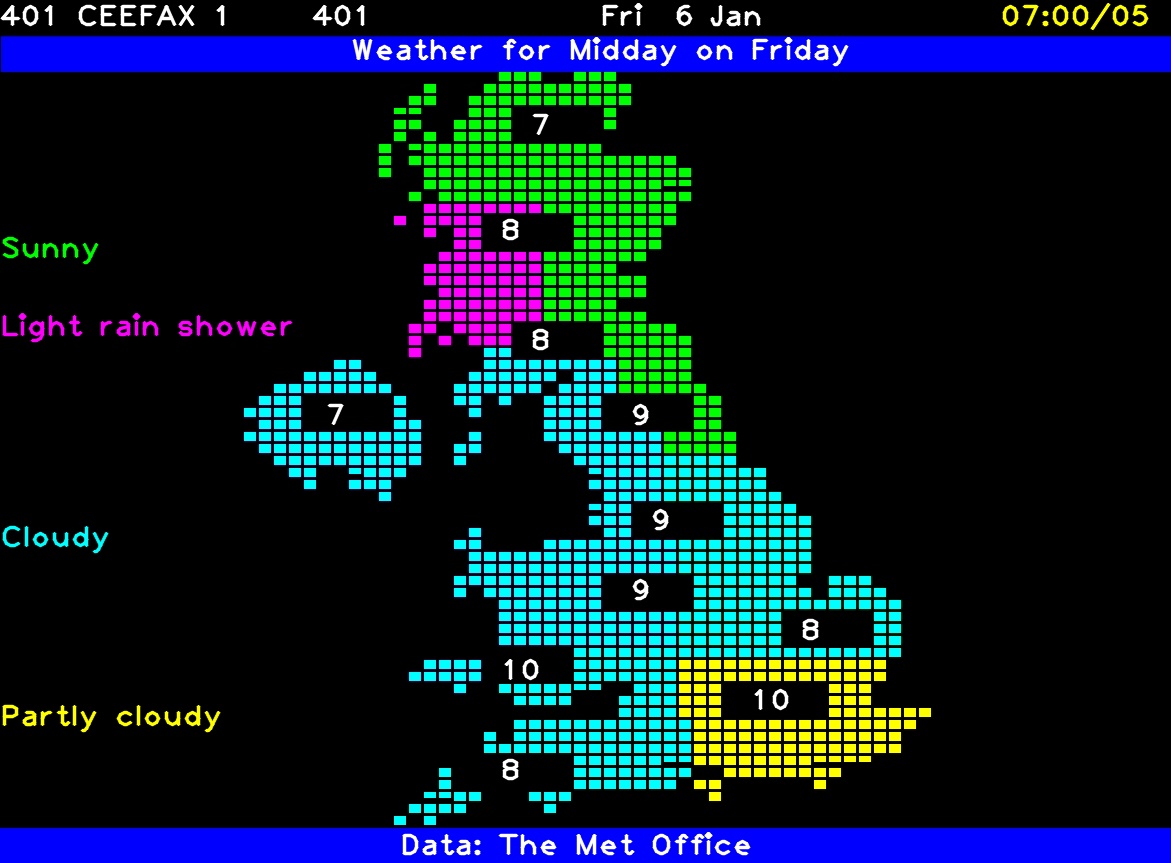 401 CEEFAX 1 401 Fri 6 Jan 07:00/05
Weather for Midday on Friday
7
8
Sunny
Light rain shower
8
7 9
9
Cloudy
9
8
10
10
Partly cloudy
8
Data: The Met Office